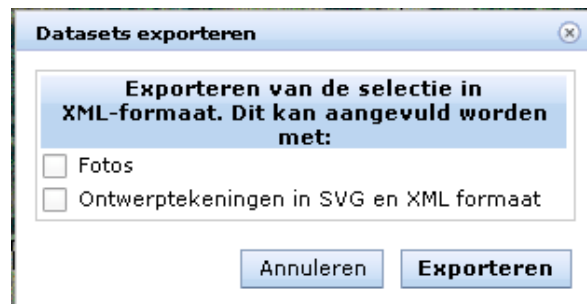 Datasets exporteren
Exporteren van de selectie in
XML-formaat. Dit kan aangevuld worden
met:
Fotos
Ontwerptekeningen in SVG en XML formaat
Annuleren
Exporteren